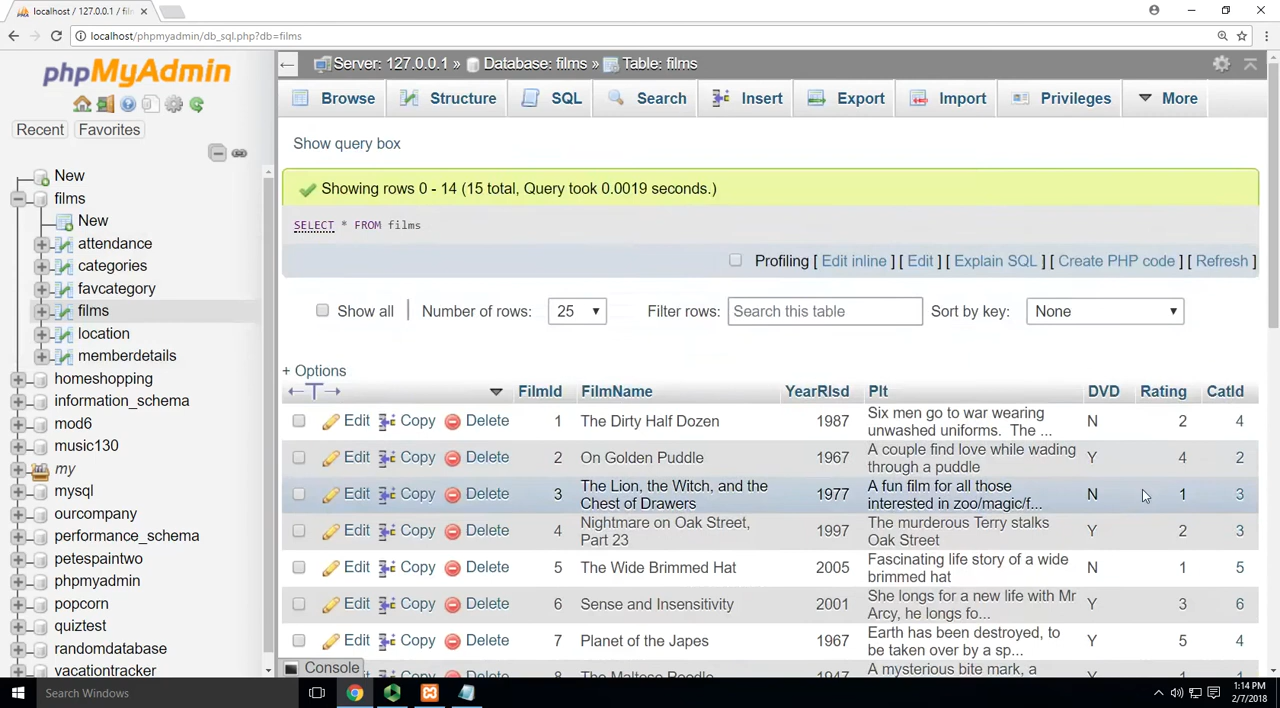 localhost / 127.0.0.1 / fil
localhost/phpmyadmin/db_sql.php?db=films
phpMyAdmin
Recent
Favorites
New
films
New
attendance
categories
favcategory
films
location
memberdetails
homeshopping
information_schema
mod6
music130
my
mysql
ourcompany
performance_schema
petespaintwo
phpmyadmin
popcorn
quiztest
randomdatabase
vacationtracker
Server: 127.0.0.1 » Database: films » Table: films
Browse Structure SQL Search Insert Export Import Privileges More
Show query box
Showing rows 0 - 14 (15 total, Query took 0.0019 seconds.)
SELECT * FROM films
Profiling [ Edit inline ] [ Edit ] [ Explain SQL ] [ Create PHP code ] [ Refresh ]
Show all Number of rows: 25 Filter rows: Search this table Sort by key: None
+ Options
←T→ FilmId FilmName YearRlsd Plt DVD Rating CatId
Edit Copy Delete 1 The Dirty Half Dozen 1987 Six men go to war wearing
unwashed uniforms. The ... N 2 4
Edit Copy Delete 2 On Golden Puddle 1967 A couple find love while wading
through a puddle Y 4 2
Edit Copy Delete 3 The Lion, the Witch, and the
Chest of Drawers 1977 A fun film for all those
interested in zoo/magic/f... N 1 3
Edit Copy Delete 4 Nightmare on Oak Street,
Part 23 1997 The murderous Terry stalks
Oak Street Y 2 3
Edit Copy Delete 5 The Wide Brimmed Hat 2005 Fascinating life story of a wide
brimmed hat N 1 5
Edit Copy Delete 6 Sense and Insensitivity 2001 She longs for a new life with Mr
Arcy, he longs fo... Y 3 6
Edit Copy Delete 7 Planet of the Japes 1967 Earth has been destroyed, to
be taken over by a sp... Y 5 4
A mysterious bite mark, a
Console
Search Windows
1:14 PM
2/7/2018